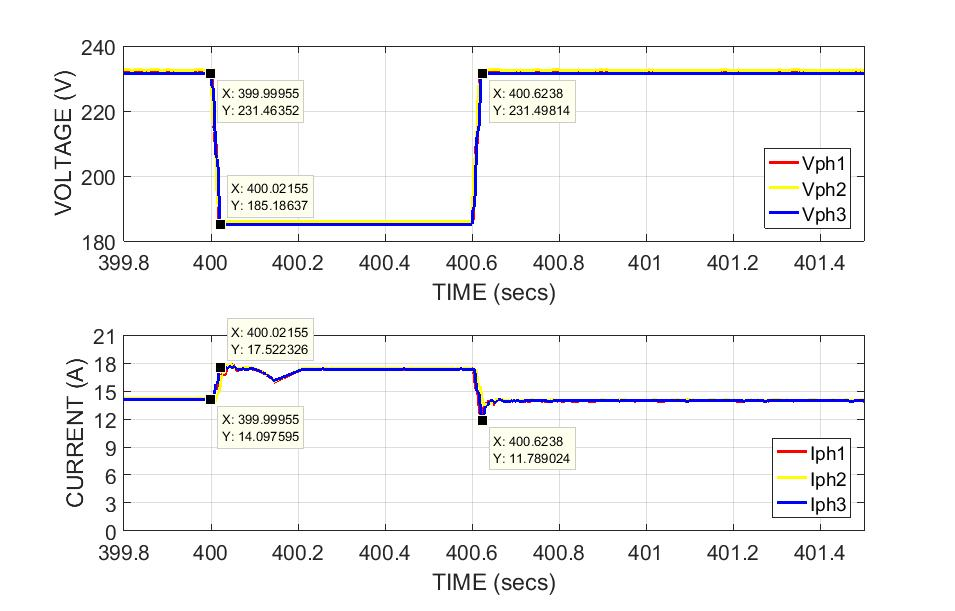 240
220
200
180
VOLTAGE (V)
X: 399.99955
Y: 231.46352
X: 400.02155
Y: 185.18637
X: 400.6238
Y: 231.49814
Vph1
Vph2
Vph3
399.8 400 400.2 400.4 400.6 400.8 401 401.2 401.4
TIME (secs)
21
18
15
12
9
6
3
0
CURRENT (A)
X: 400.02155
Y: 17.522326
X: 399.99955
Y: 14.097595
X: 400.6238
Y: 11.789024
Iph1
Iph2
Iph3
399.8 400 400.2 400.4 400.6 400.8 401 401.2 401.4
TIME (secs)